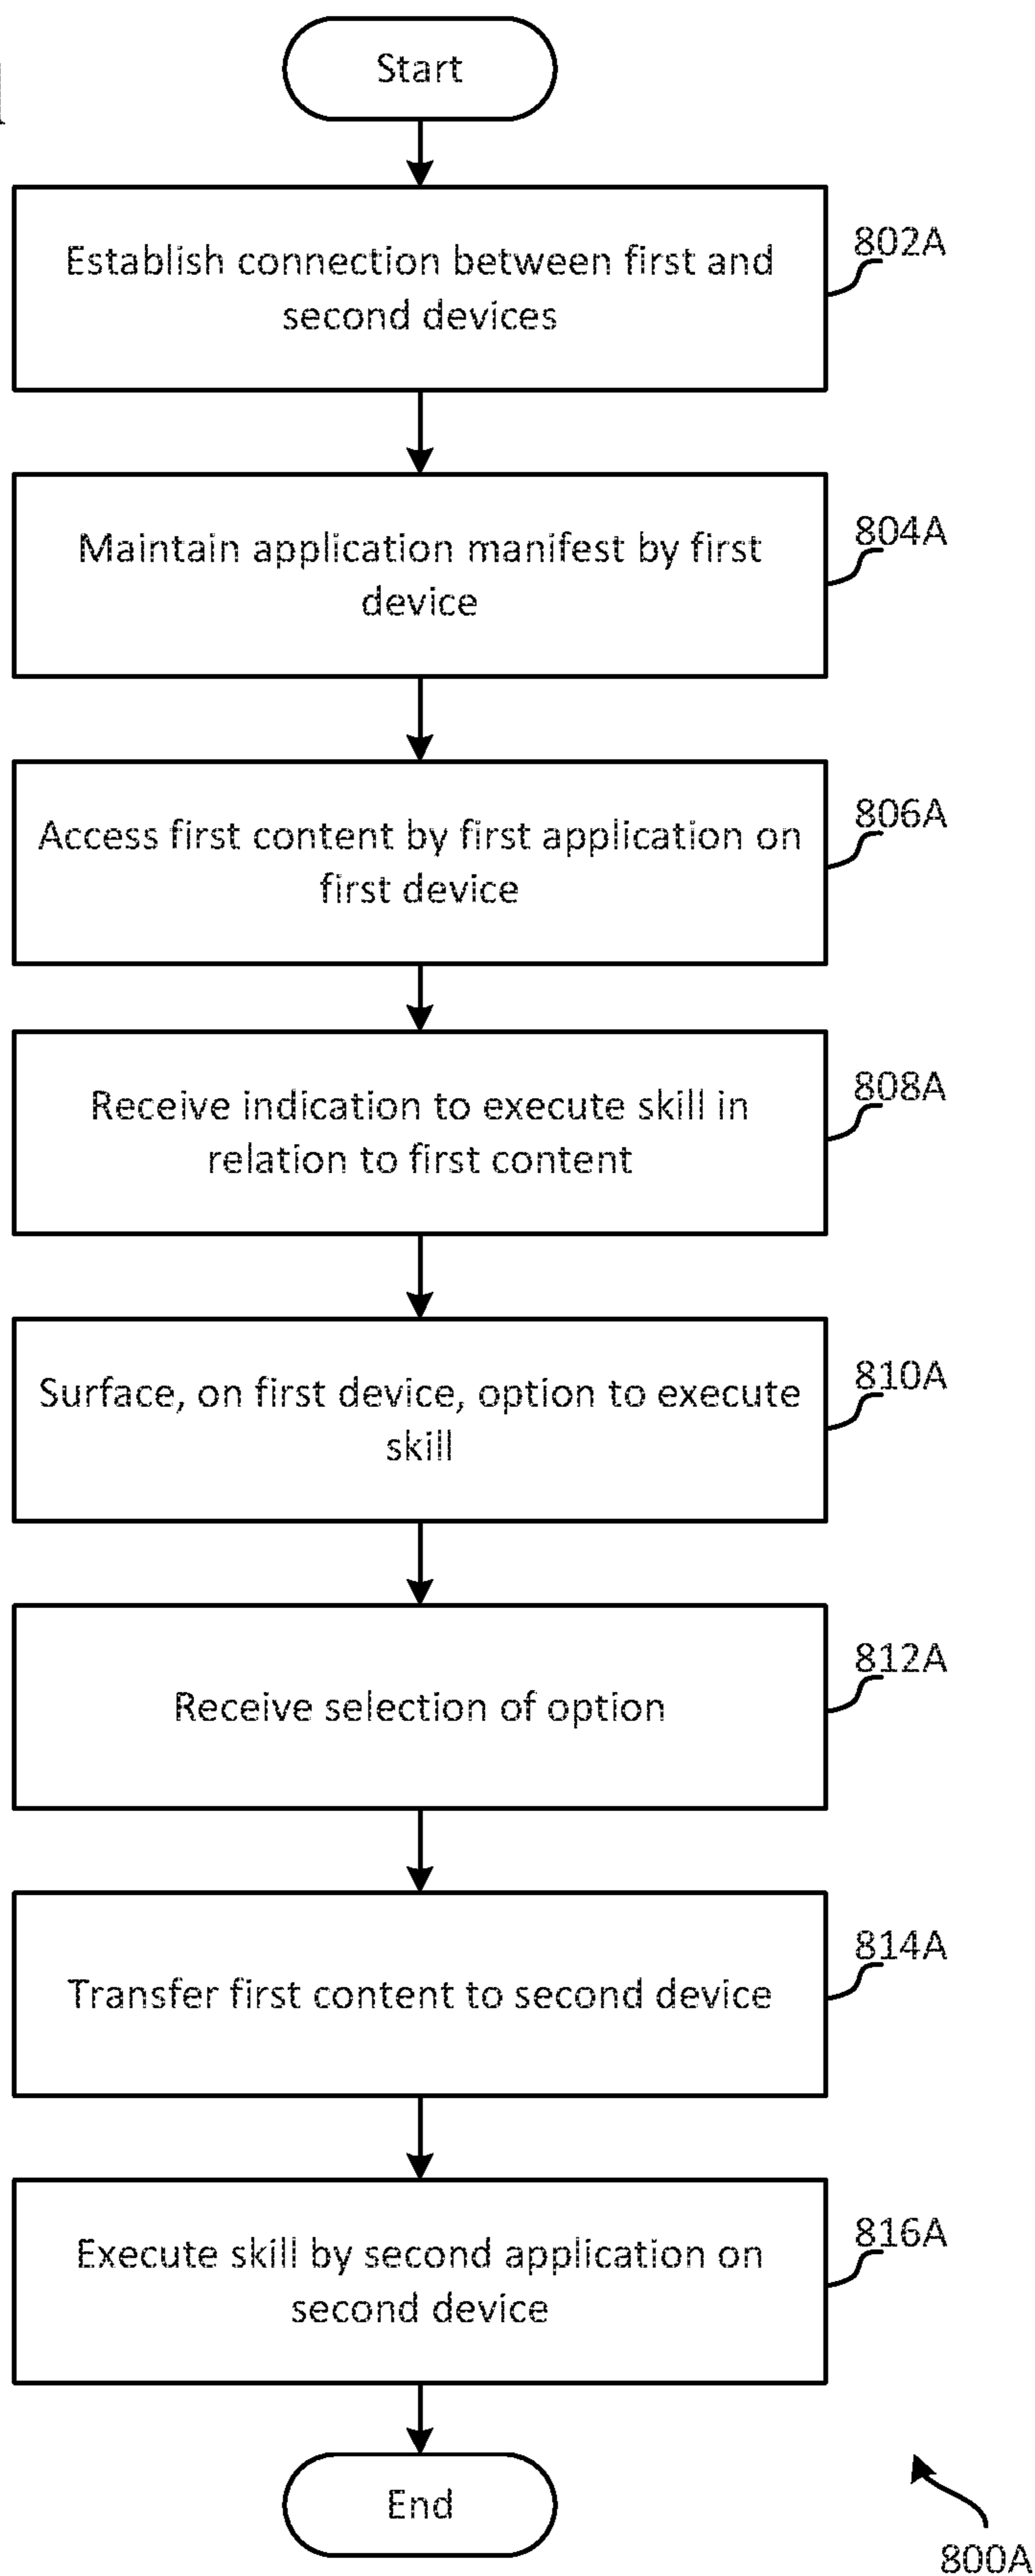 Start
Establish connection between first and
second devices
802A
Maintain application manifest by first
device
804A
Access first content by first application on
first device
806A
Receive indication to execute skill in
relation to first content
808A
Surface, on first device, option to execute
skill
810A
Receive selection of option
812A
Transfer first content to second device
814A
Execute skill by second application on
second device
816A
End
800A